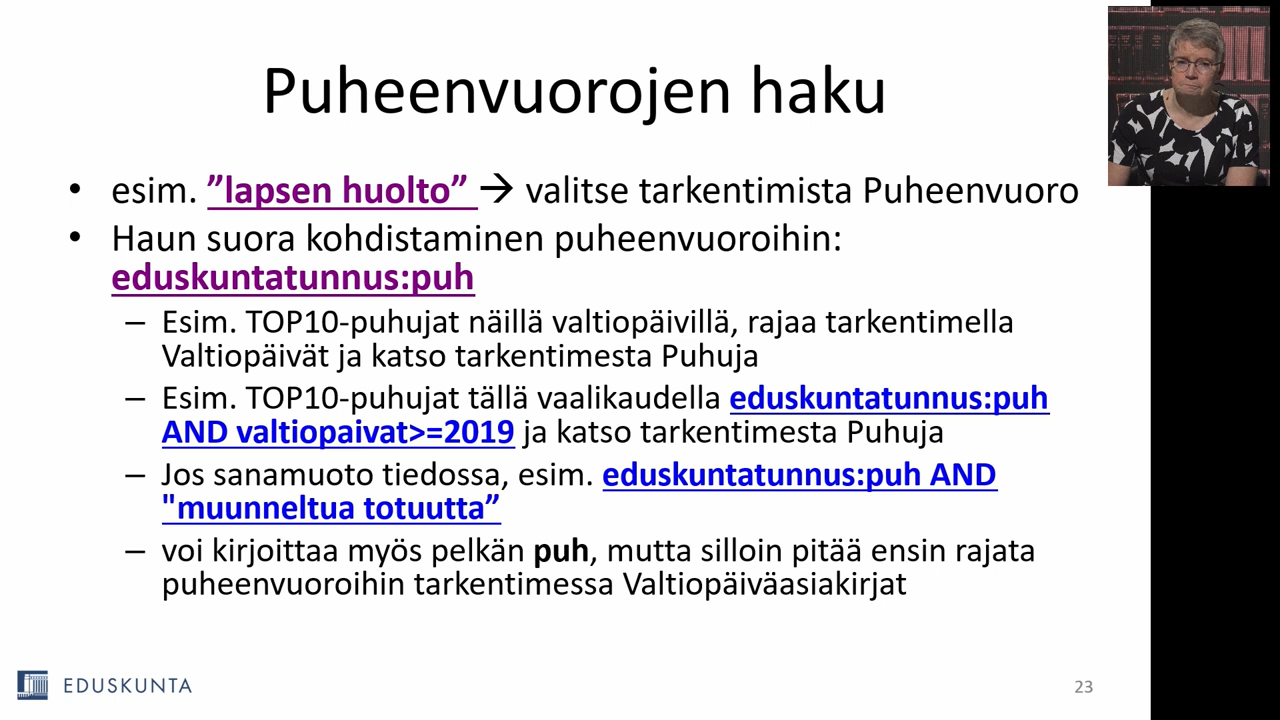 Puheenvuorojen haku
• esim. ”lapsen huolto” → valitse tarkentimista Puheenvuoro
• Haun suora kohdistaminen puheenvuoroihin:
eduskuntatunnus:puh
– Esim. TOP10-puhujat näillä valtiopäivillä, rajaa tarkentimella
Valtiopäivät ja katso tarkentimesta Puhuja
– Esim. TOP10-puhujat tällä vaalikaudella eduskuntatunnus:puh
AND valtiopaivat>=2019 ja katso tarkentimesta Puhuja
– Jos sanamuoto tiedossa, esim. eduskuntatunnus:puh AND
"muunneltua totuutta”
– voi kirjoittaa myös pelkän puh, mutta silloin pitää ensin rajata
puheenvuoroihin tarkentimessa Valtiopäiväasiakirjat
EDUSKUNTA
23